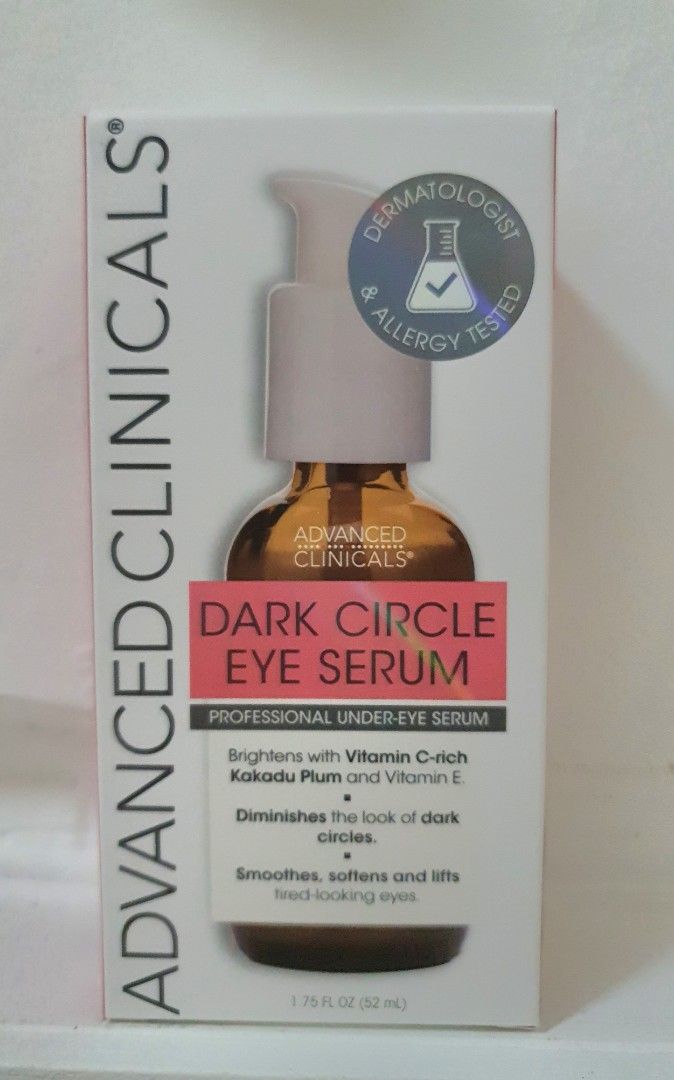 ADVANCED CLINICALS®
DERMATOLOGIST
& ALLERGY TESTED
ADVANCED
CLINICALS®
DARK CIRCLE
EYE SERUM
PROFESSIONAL UNDER-EYE SERUM
Brightens with Vitamin C-rich
Kakadu Plum and Vitamin E.
Diminishes the look of dark
circles.
Smoothes, softens and lifts
tired-looking eyes.
1.75 FL OZ (52 mL)